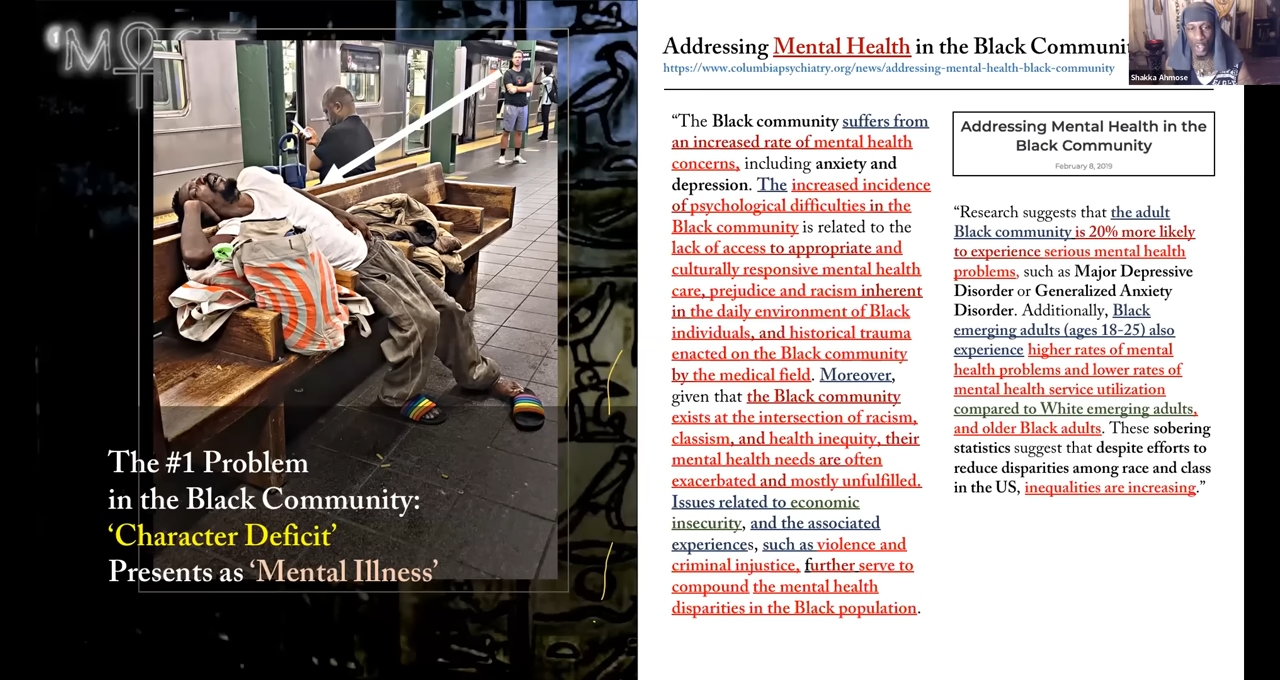 'MOSE
The #1 Problem
in the Black Community:
‘Character Deficit’
Presents as ‘Mental Illness’
Addressing Mental Health in the Black Communi
https://www.columbiapsychiatry.org/news/addressing-mental-health-black-community
Shakka Ahmose
“The Black community suffers from
an increased rate of mental health
concerns, including anxiety and
depression. The increased incidence
of psychological difficulties in the
Black community is related to the
lack of access to appropriate and
culturally responsive mental health
care, prejudice and racism inherent
in the daily environment of Black
individuals, and historical trauma
enacted on the Black community
by the medical field. Moreover,
given that the Black community
exists at the intersection of racism,
classism, and health inequity, their
mental health needs are often
exacerbated and mostly unfulfilled.
Issues related to economic
insecurity, and the associated
experiences, such as violence and
criminal injustice, further serve to
compound the mental health
disparities in the Black population.
Addressing Mental Health in the
Black Community
February 8, 2019
“Research suggests that the adult
Black community is 20% more likely
to experience serious mental health
problems, such as Major Depressive
Disorder or Generalized Anxiety
Disorder. Additionally, Black
emerging adults (ages 18-25) also
experience higher rates of mental
health problems and lower rates of
mental health service utilization
compared to White emerging adults,
and older Black adults. These sobering
statistics suggest that despite efforts to
reduce disparities among race and class
in the US, inequalities are increasing.”